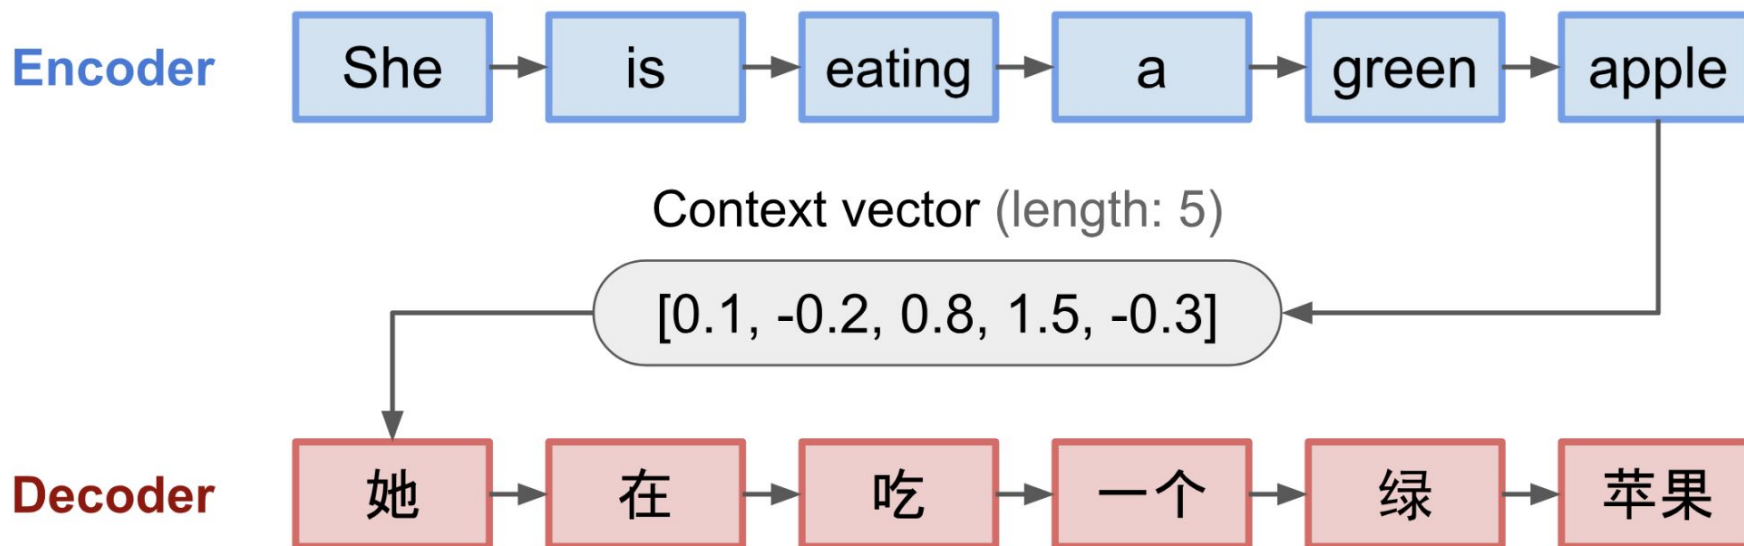 Encoder She is eating a green apple
Context vector (length: 5)
[0.1, -0.2, 0.8, 1.5, -0.3]
Decoder 她 在 吃 一个 绿 苹果